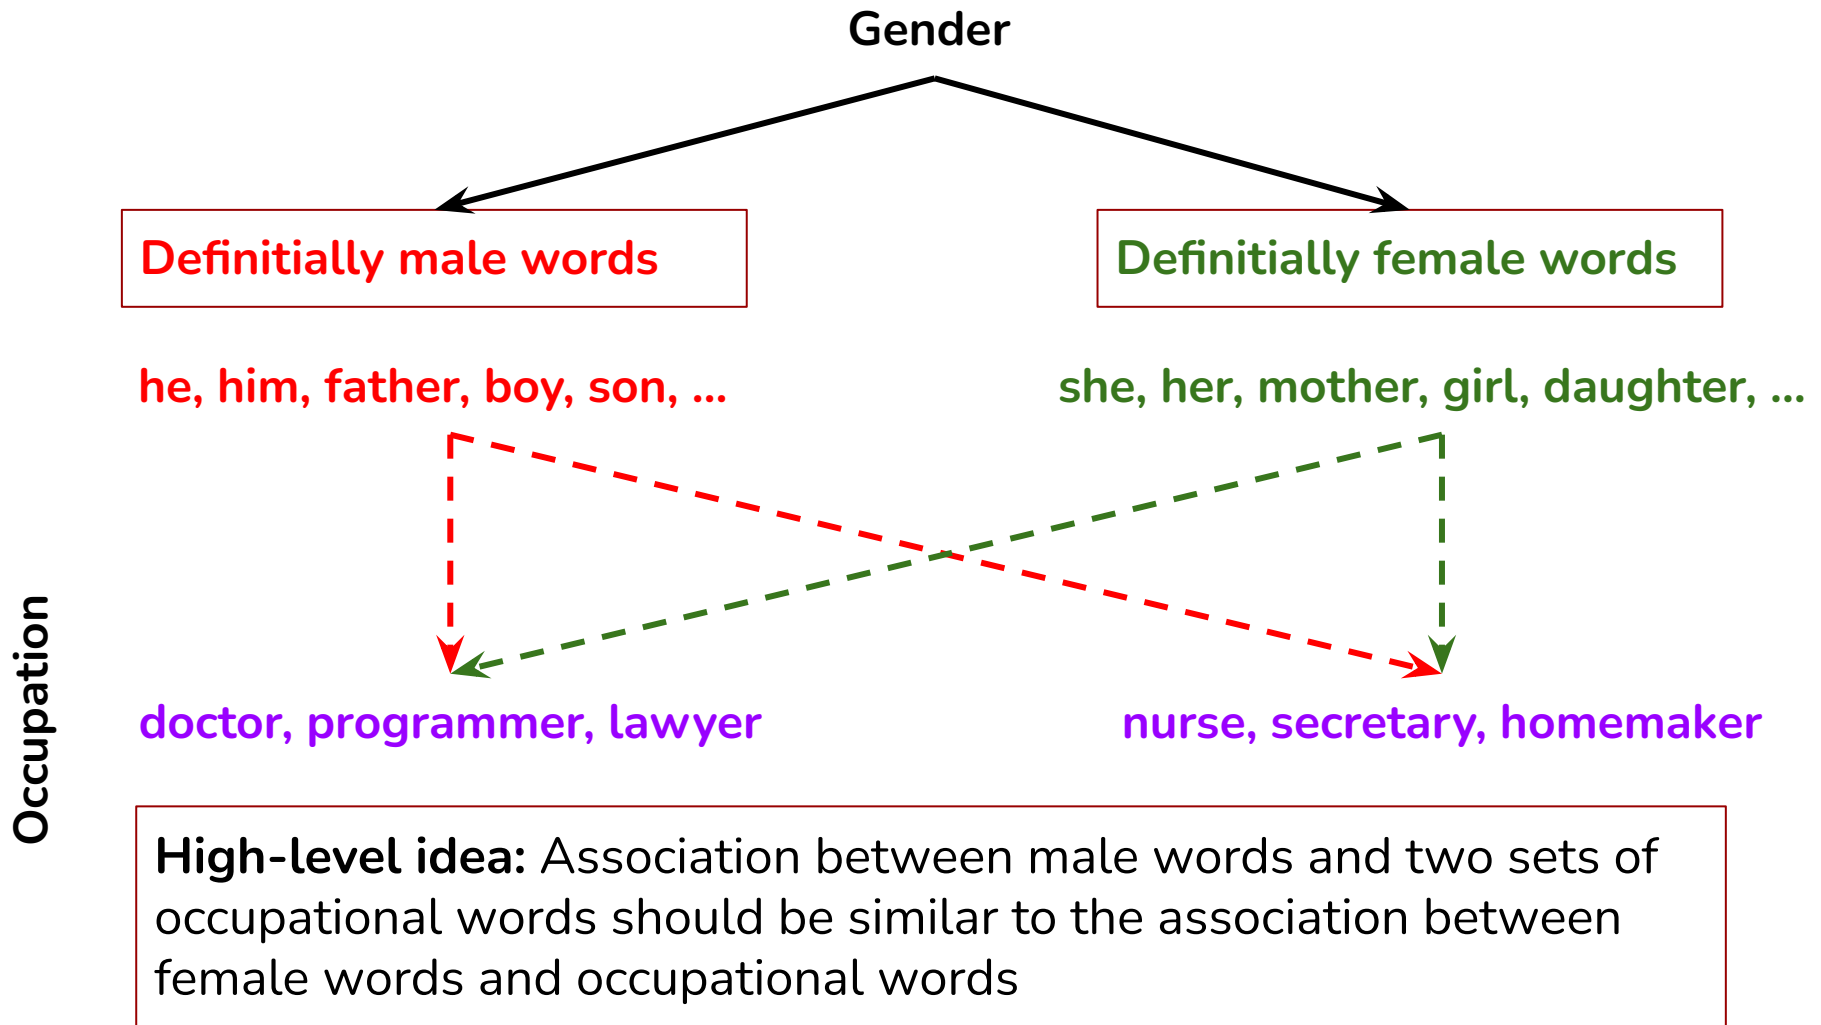 Gender
Definitially male words
Definitially female words
he, him, father, boy, son, ...
she, her, mother, girl, daughter, ...
Occupation
doctor, programmer, lawyer
nurse, secretary, homemaker
High-level idea: Association between male words and two sets of
occupational words should be similar to the association between
female words and occupational words